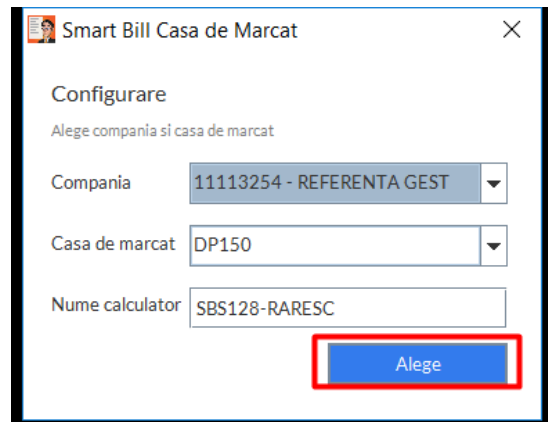 Smart Bill Casa de Marcat
Configurare
Alege compania si casa de marcat
Compania 11113254 - REFERENTA GEST
Casa de marcat DP150
Nume calculator SBS128-RARESC
Alege